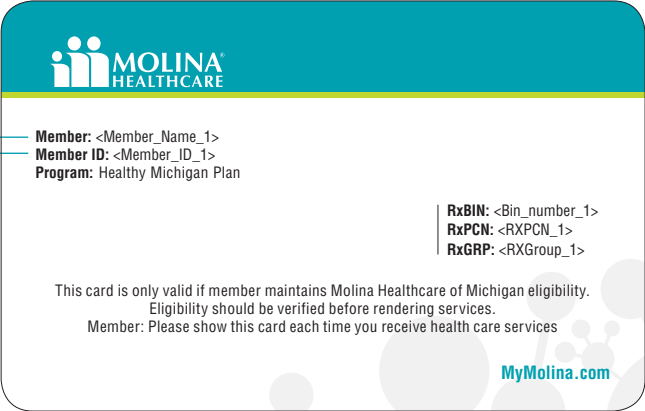 MOLINA®
HEALTHCARE
Member: <Member_Name_1>
Member ID: <Member_ID_1>
Program: Healthy Michigan Plan
RxBIN: <Bin_number_1>
RxPCN: <RXPCN_1>
RxGRP: <RXGroup_1>
This card is only valid if member maintains Molina Healthcare of Michigan eligibility.
Eligibility should be verified before rendering services.
Member: Please show this card each time you receive health care services
MyMolina.com